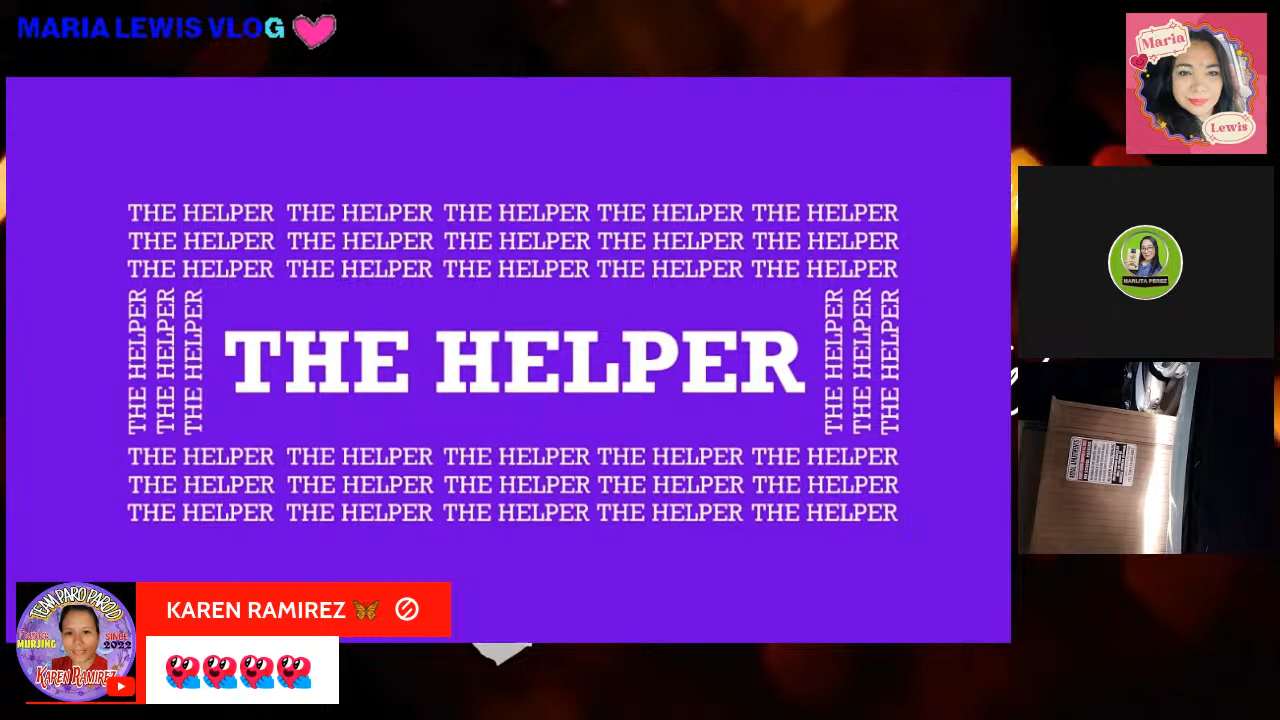 MARIA LEWIS VLOG
Maria
Lewis
THE HELPER THE HELPER THE HELPER THE HELPER THE HELPER
THE HELPER THE HELPER THE HELPER THE HELPER THE HELPER
THE HELPER THE HELPER THE HELPER THE HELPER THE HELPER
THE HELPER
THE HELPER
THE HELPER
THE HELPER
THE HELPER
THE HELPER
THE HELPER
THE HELPER THE HELPER THE HELPER THE HELPER THE HELPER
THE HELPER THE HELPER THE HELPER THE HELPER THE HELPER
THE HELPER THE HELPER THE HELPER THE HELPER THE HELPER
MARLITA PEREZ
TEAM PARO PARO
MURJING
SINCE
2022
KAREN RAMIREZ
KAREN RAMIREZ